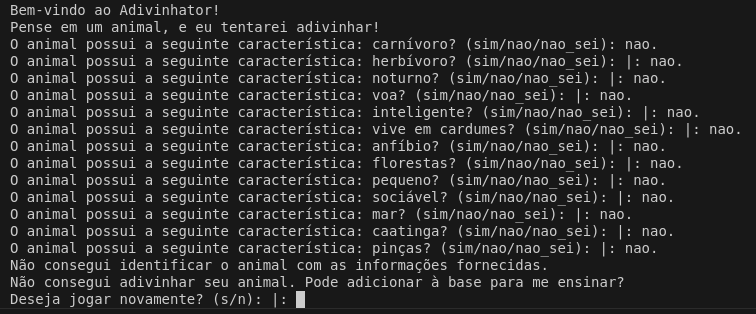 Bem-vindo ao Adivinhator!
Pense em um animal, e eu tentarei adivinhar!
O animal possui a seguinte característica: carnívoro? (sim/nao/nao_sei): nao.
O animal possui a seguinte característica: herbívoro? (sim/nao/nao_sei): |: nao.
O animal possui a seguinte característica: noturno? (sim/nao/nao_sei): |: nao.
O animal possui a seguinte característica: voa? (sim/nao/nao_sei): |: nao.
O animal possui a seguinte característica: inteligente? (sim/nao/nao_sei): |: nao.
O animal possui a seguinte característica: vive em cardumes? (sim/nao/nao_sei): |: nao.
O animal possui a seguinte característica: anfíbio? (sim/nao/nao_sei): |: nao.
O animal possui a seguinte característica: florestas? (sim/nao/nao_sei): |: nao.
O animal possui a seguinte característica: pequeno? (sim/nao/nao_sei): |: nao.
O animal possui a seguinte característica: sociável? (sim/nao/nao_sei): |: nao.
O animal possui a seguinte característica: mar? (sim/nao/nao_sei): |: nao.
O animal possui a seguinte característica: caatinga? (sim/nao/nao_sei): |: nao.
O animal possui a seguinte característica: pinças? (sim/nao/nao_sei): |: nao.
Não consegui identificar o animal com as informações fornecidas.
Não consegui adivinhar seu animal. Pode adicionar à base para me ensinar?
Deseja jogar novamente? (s/n): |: